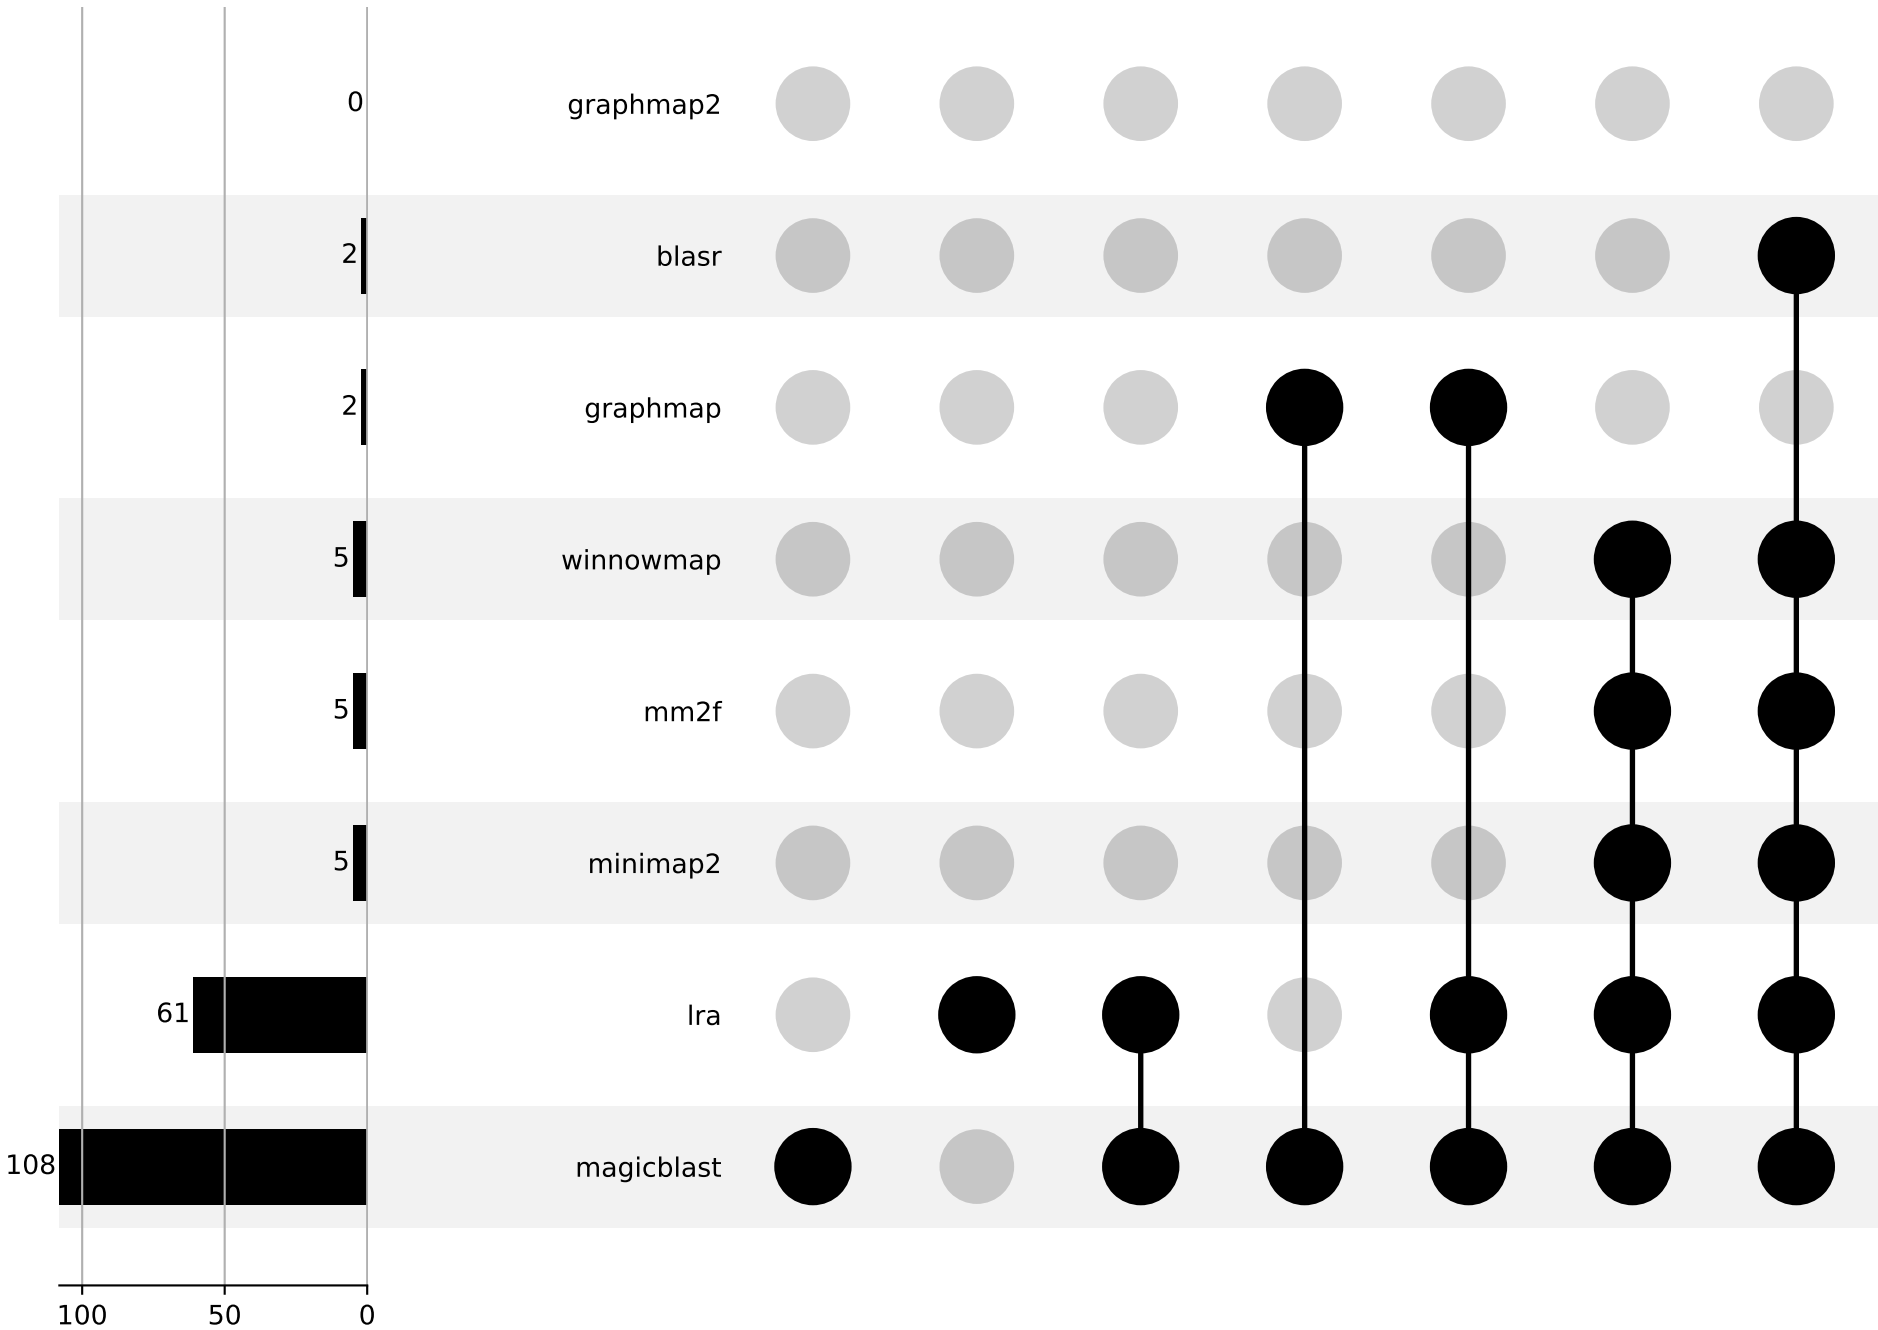 0 graphmap2
2 blasr
2 graphmap
5 winnowmap
5 mm2f
5 minimap2
61 lra
108 magicblast
100 50 0